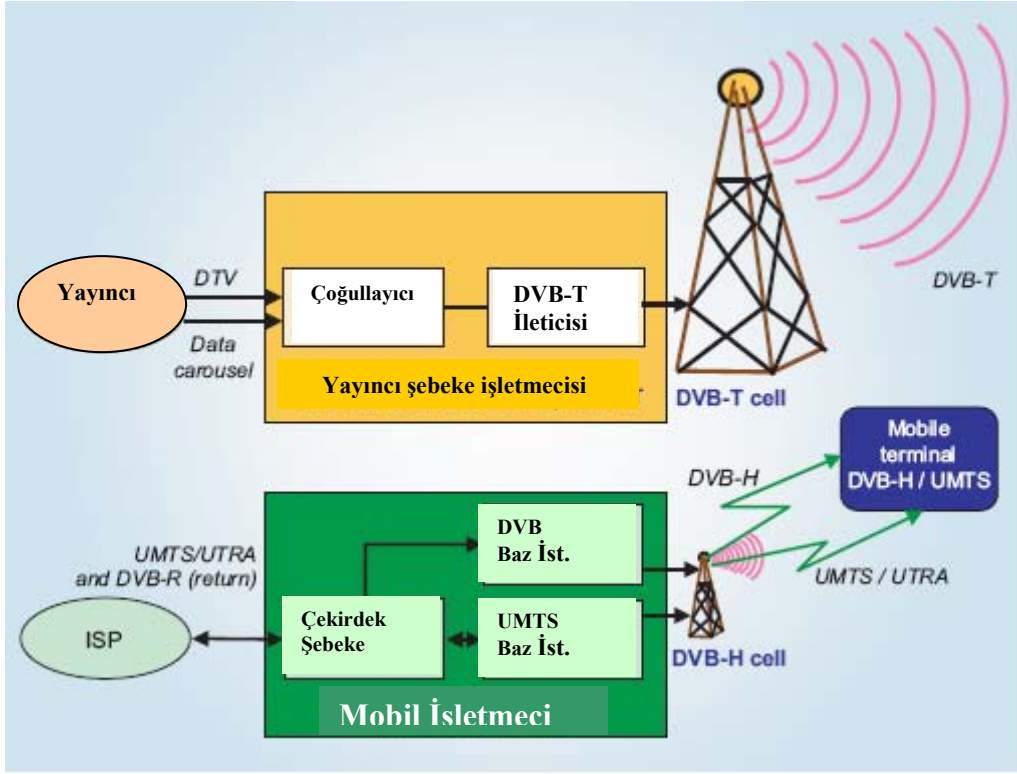 DVB-T
DTV
Yayıncı
Data
carousel
Çoğullayıcı
DVB-T
İleticisi
Yayıncı şebeke işletmecisi
DVB-T cell
Mobile
terminal
DVB-H / UMTS
DVB-H
UMTS / UTRA
UMTS/UTRA
and DVB-R (return)
ISP
DVB
Baz İst.
Çekirdek
Şebeke
UMTS
Baz İst.
DVB-H cell
Mobil İşletmeci